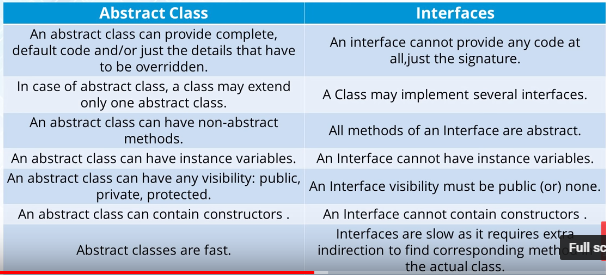 Abstract Class
Interfaces
An abstract class can provide complete,
default code and/or just the details that have
to be overridden.
An interface cannot provide any code at
all,just the signature.
In case of abstract class, a class may extend
only one abstract class.
A Class may implement several interfaces.
An abstract class can have non-abstract
methods.
All methods of an Interface are abstract.
An abstract class can have instance variables.
An Interface cannot have instance variables.
An abstract class can have any visibility: public,
private, protected.
An Interface visibility must be public (or) none.
An abstract class can contain constructors .
An Interface cannot contain constructors .
Abstract classes are fast.
Interfaces are slow as it requires extra
indirection to find corresponding
the actual class.
Full